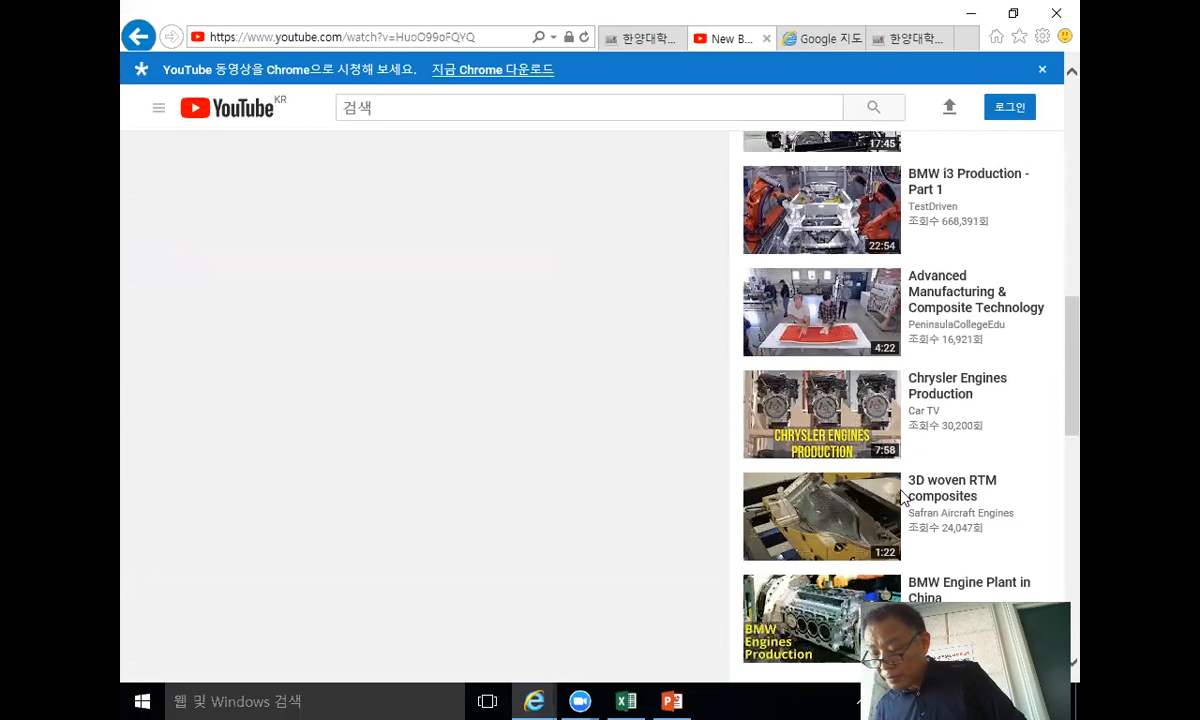 https://www.youtube.com/watch?v=HuoO99oFQYQ
한양대학...
New B...
Google 지도
한양대학...
YouTube 동영상을 Chrome으로 시청해 보세요. 지금 Chrome 다운로드
YouTube KR
검색
로그인
17:45
BMW i3 Production -
Part 1
TestDriven
조회수 668,391회
22:54
Advanced
Manufacturing &
Composite Technology
PeninsulaCollegeEdu
조회수 16,921회
4:22
Chrysler Engines
Production
Car TV
조회수 30,200회
CHRYSLER ENGINES
PRODUCTION
7:58
3D woven RTM
composites
Safran Aircraft Engines
조회수 24,047회
1:22
BMW Engine Plant in
China
BMW
Engines
Production
웹 및 Windows 검색